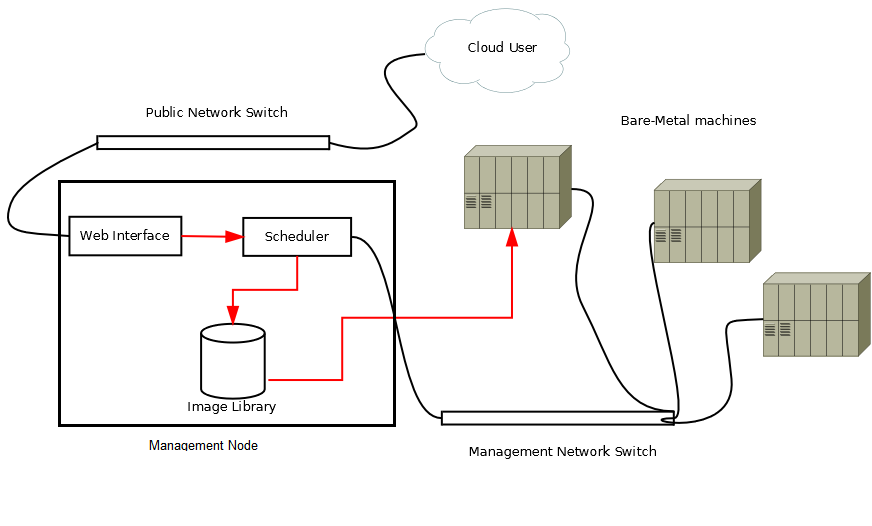 Cloud User
Public Network Switch
Bare-Metal machines
Web Interface
Scheduler
Image Library
Management Node
Management Network Switch